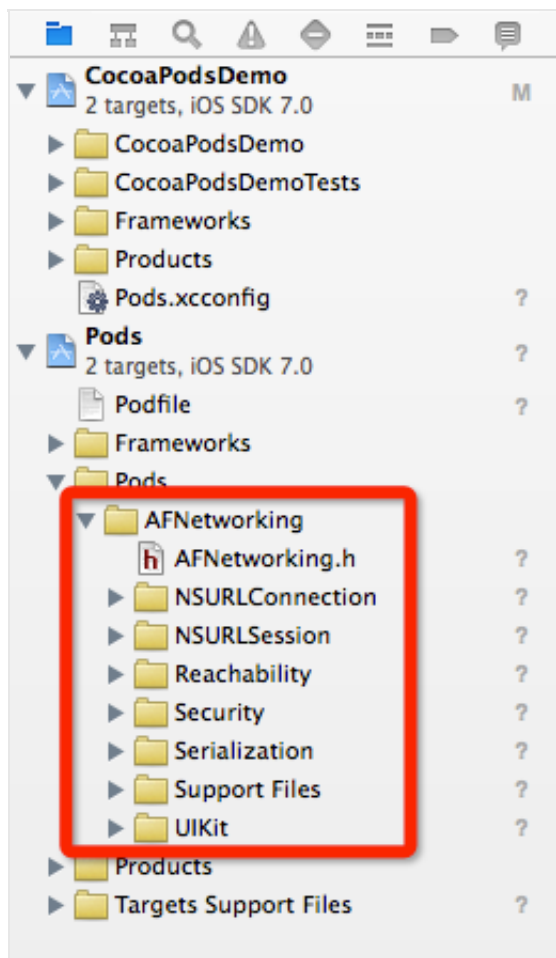 CocoaPodsDemo
2 targets, iOS SDK 7.0
M
CocoaPodsDemo
CocoaPodsDemoTests
Frameworks
Products
Pods.xcconfig ?
Pods
2 targets, iOS SDK 7.0
?
Podfile ?
Frameworks
Pods
AFNetworking
AFNetworking.h ?
NSURLConnection ?
NSURLSession ?
Reachability ?
Security ?
Serialization ?
Support Files ?
UIKit ?
Products
Targets Support Files ?